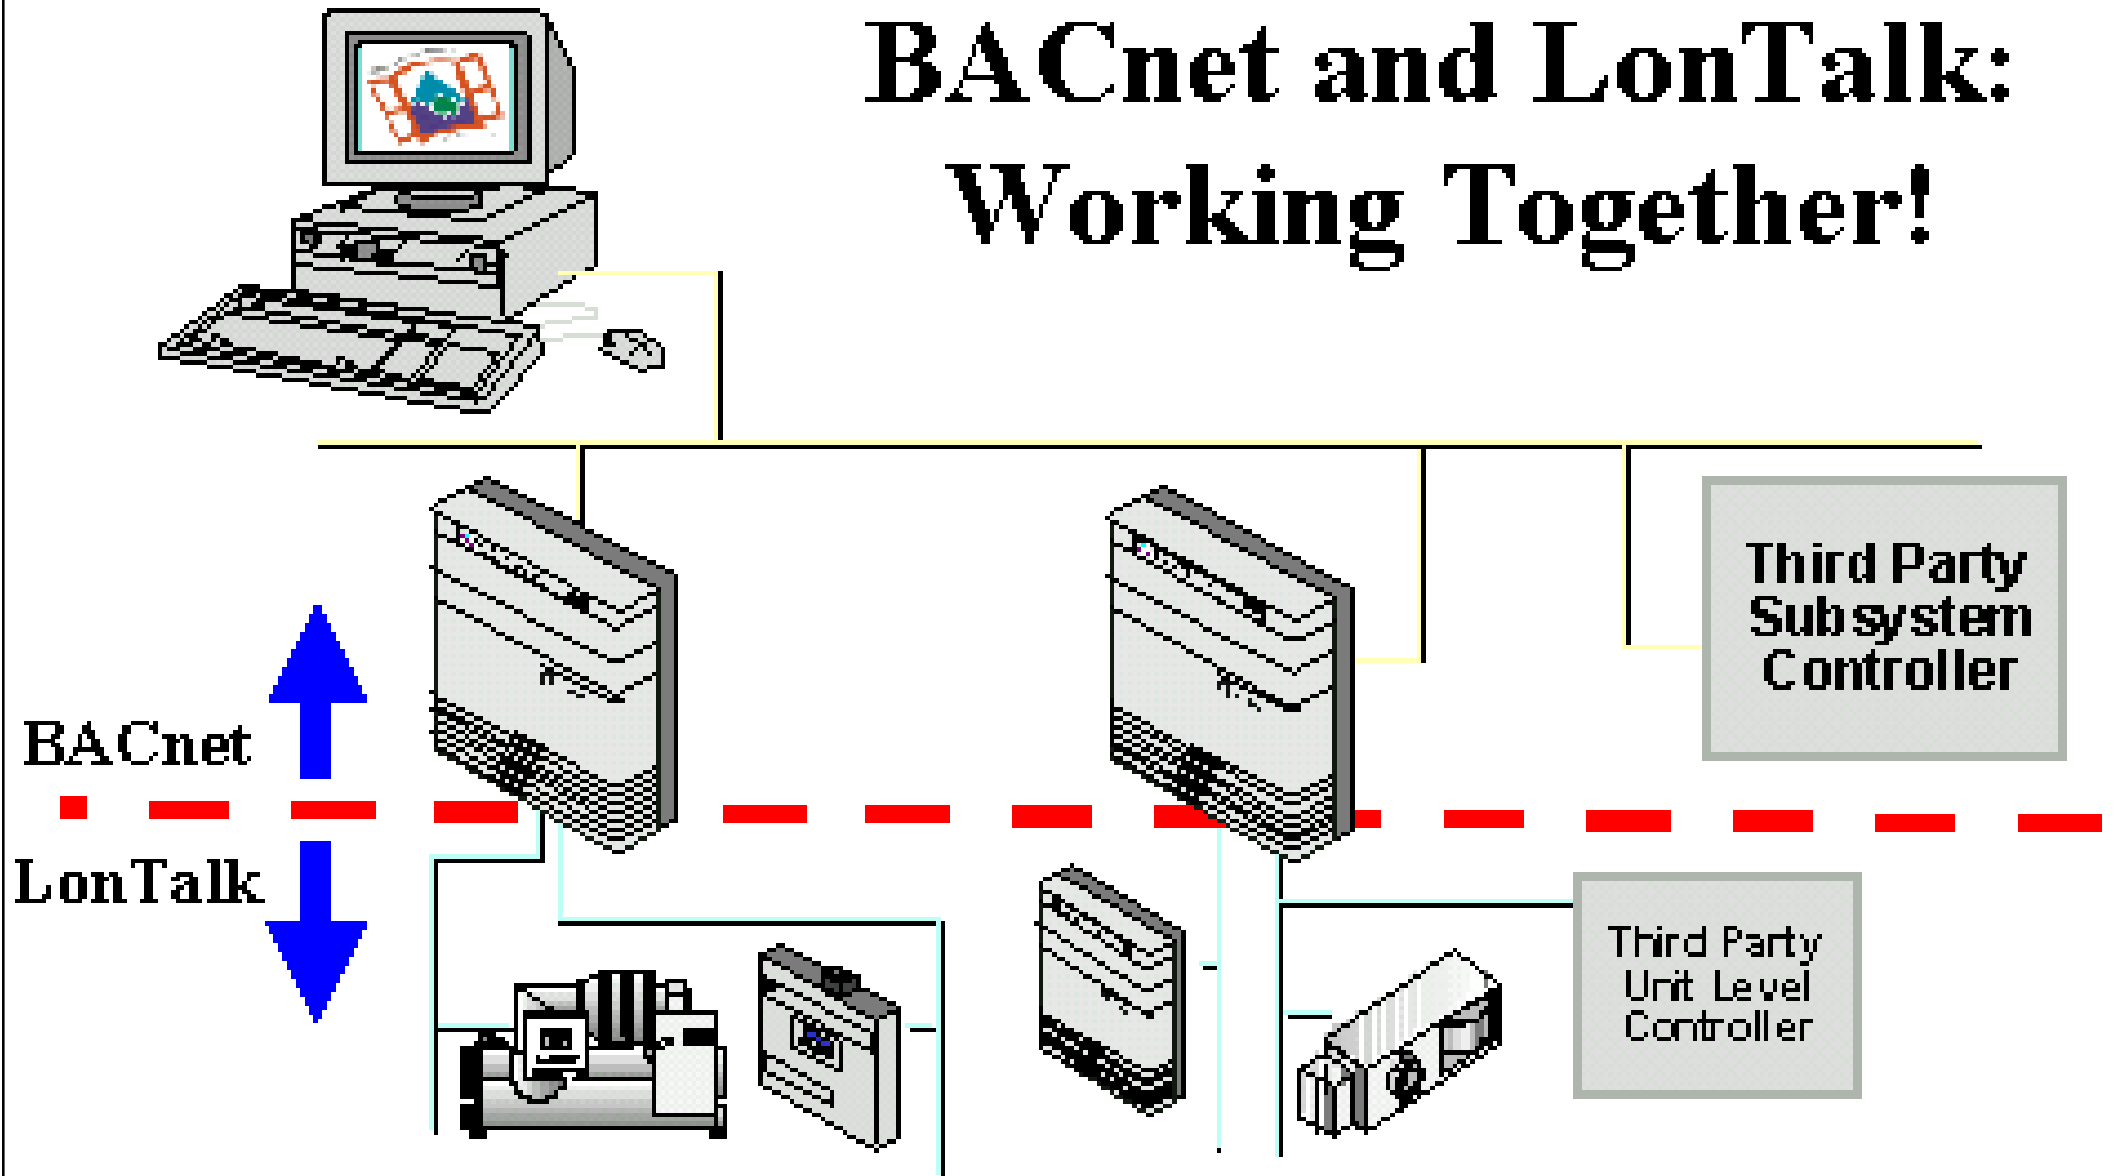 BACnet and LonTalk:
Working Together!
Third Party
Subsystem
Controller
BACnet
LonTalk
Third Party
Unit Level
Controller